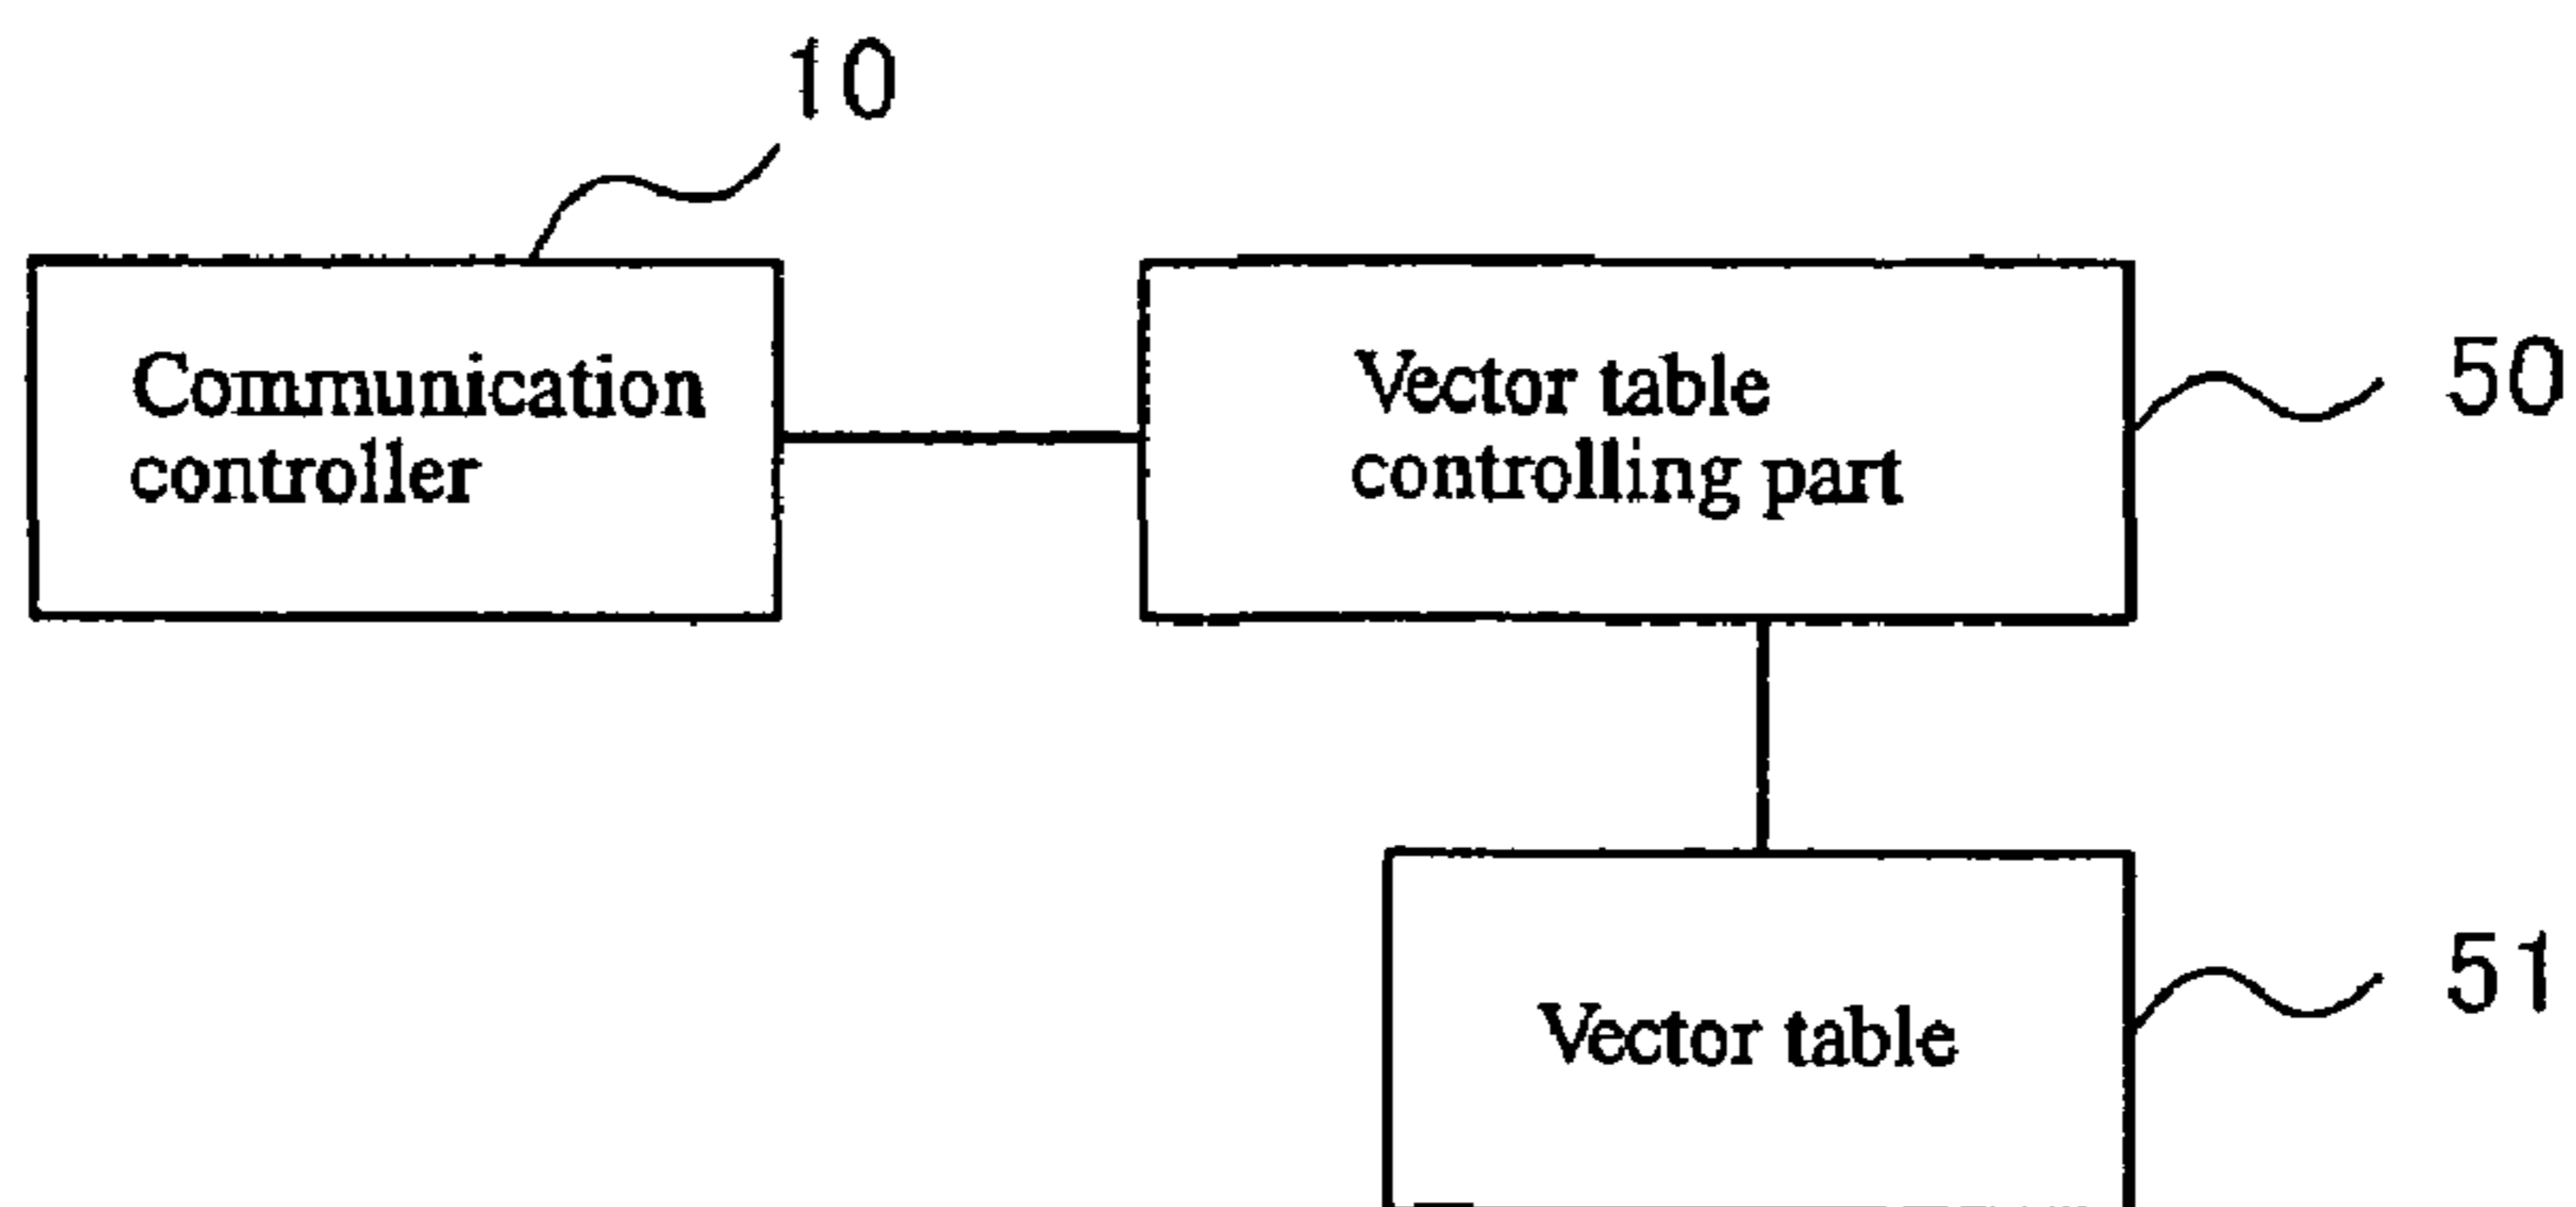 10
Communication
controller
Vector table
controlling part
50
Vector table
51